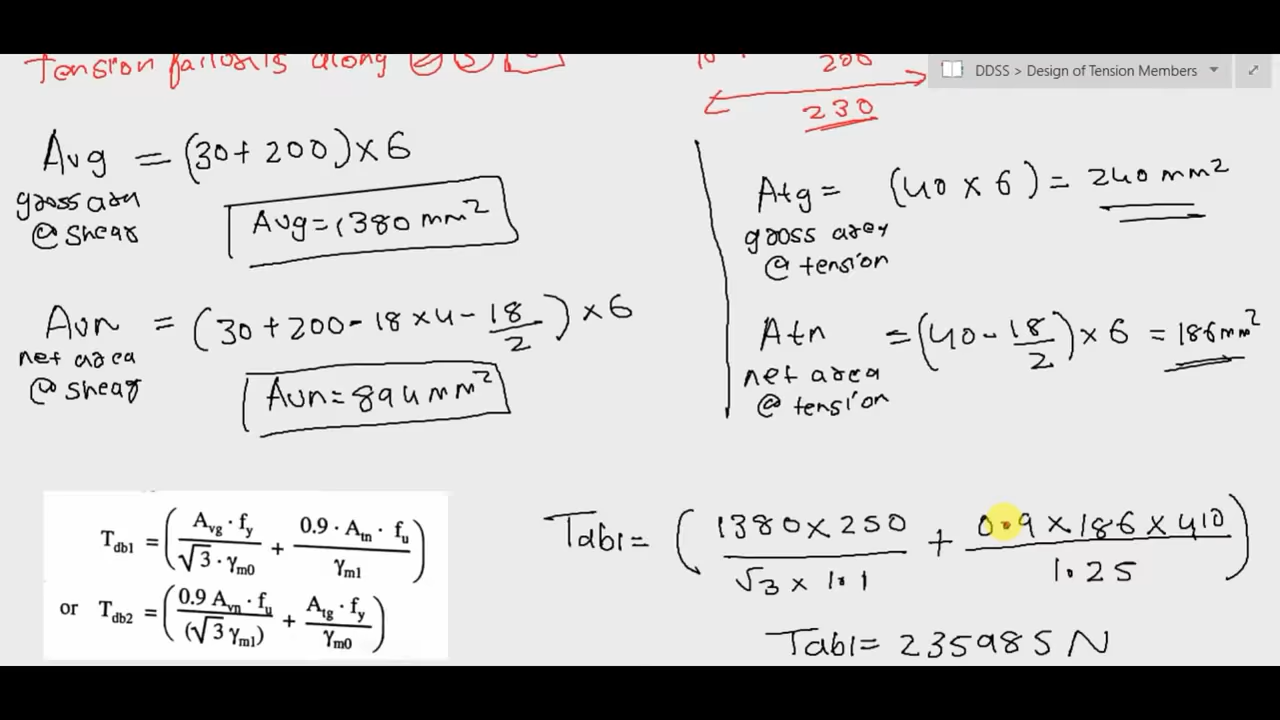 Tension failure is along
200
DDSS > Design of Tension Members
230
Avg = (30+200)×6
gross area
@ shear
Avg = 1380 mm²
Avn = (30+200-18×4-18/2)×6
net area
@ shear
Avn = 894 mm²
Atg = (40×6) = 240 mm²
gross area
@ tension
Atn = (40-18/2)×6 = 186mm²
net area
@ tension
T_db1 = (A_vg · f_y / √3 · γ_m0 + 0.9 · A_tn · f_u / γ_m1)
or T_db2 = (0.9 A_vn · f_u / (√3 γ_m1) + A_tg · f_y / γ_m0)
Tdb1 = (1380×250 / √3×1.1 + 0.9×186×410 / 1.25)
Tdb1 = 235985 N